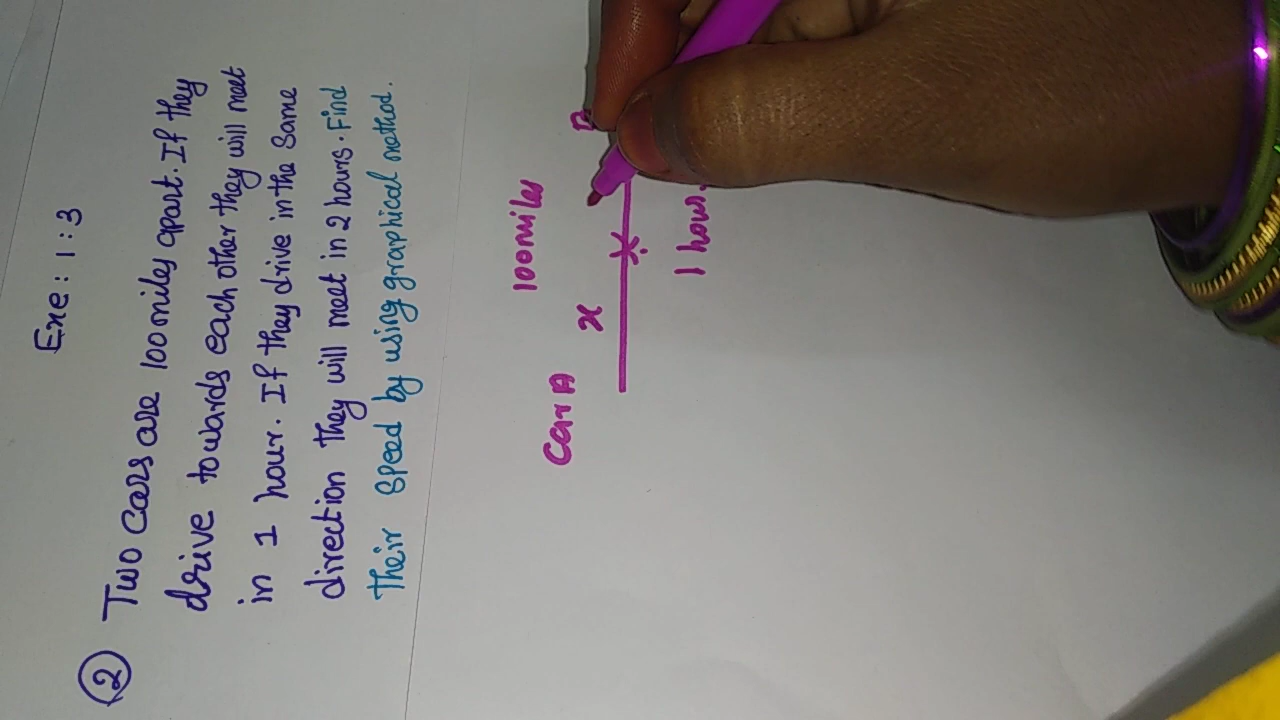 Exe: 1:3
② Two Cars are 100 miles apart. If they
drive towards each other they will meet
in 1 hour. If they drive in the same
direction they will meet in 2 hours. Find
their speed by using graphical method.
100 miles
Car A
x
1 hour.